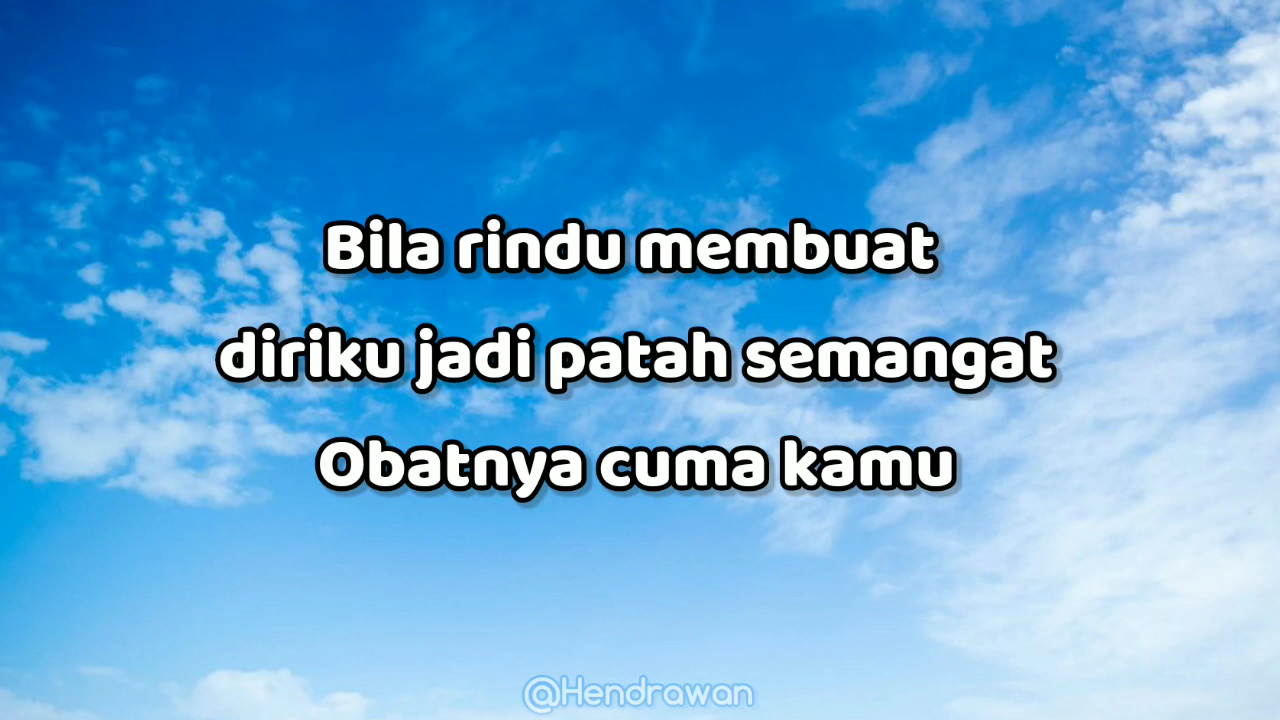 Bila rindu membuat
diriku jadi patah semangat
Obatnya cuma kamu
@Hendrawan